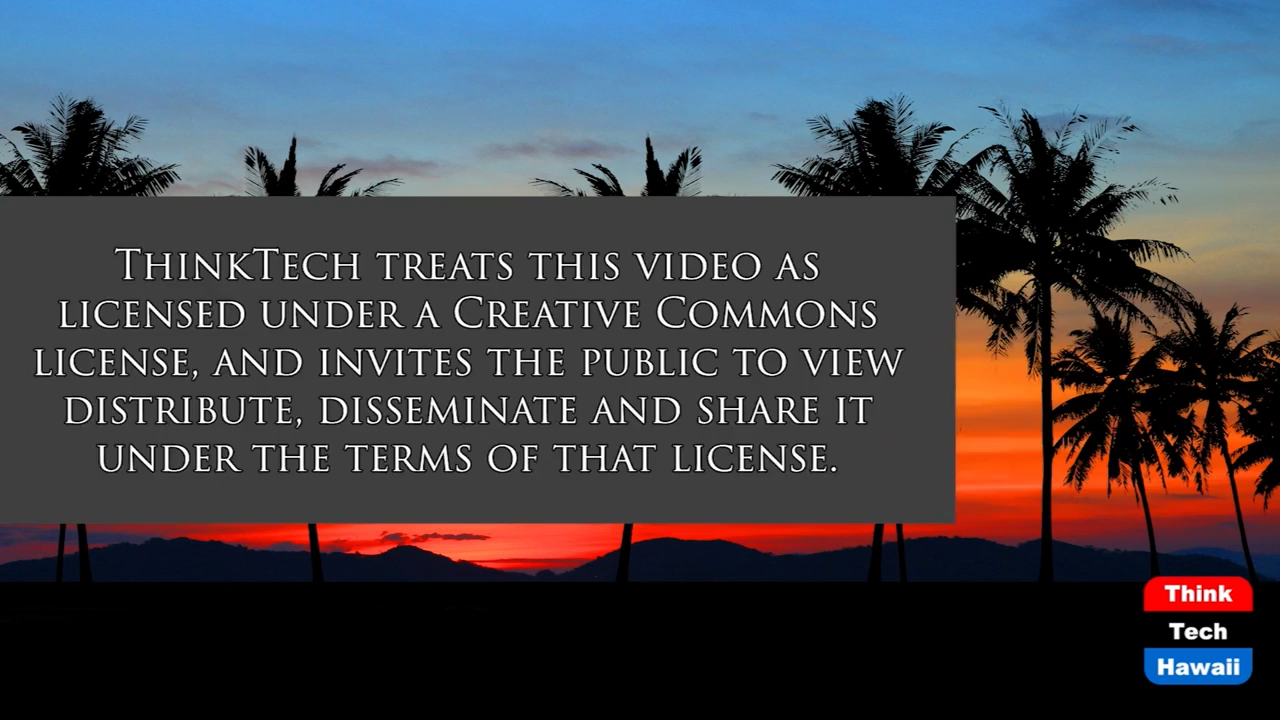 ThinkTech treats this video as
licensed under a Creative Commons
license, and invites the public to view
distribute, disseminate and share it
under the terms of that license.
Think
Tech
Hawaii